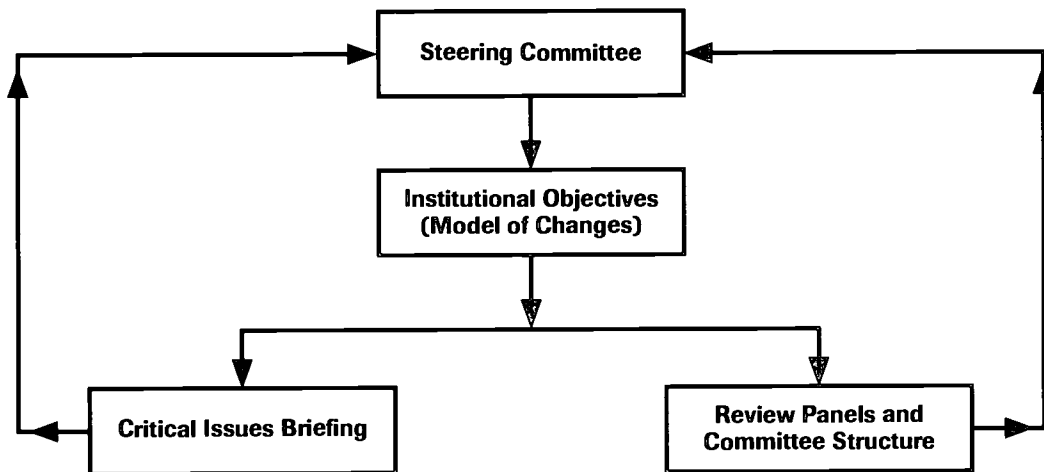 Steering Committee
Institutional Objectives
(Model of Changes)
Critical Issues Briefing
Review Panels and
Committee Structure